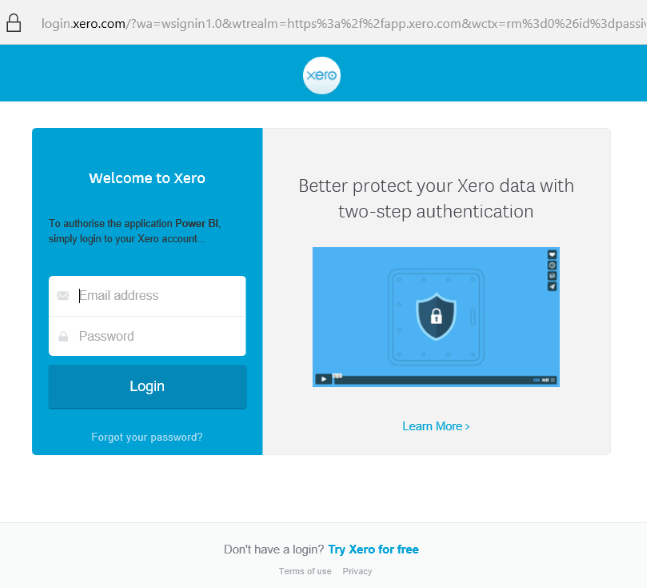 login.xero.com/?wa=wsignin1.0&wtrealm=https%3a%2f%2fapp.xero.com&wctx=rm%3d0%26id%3dpassiv
xero
Welcome to Xero
To authorise the application Power BI,
simply login to your Xero account...
Email address
Password
Login
Forgot your password?
Better protect your Xero data with
two-step authentication
HD
Learn More >
Don't have a login? Try Xero for free
Terms of use Privacy